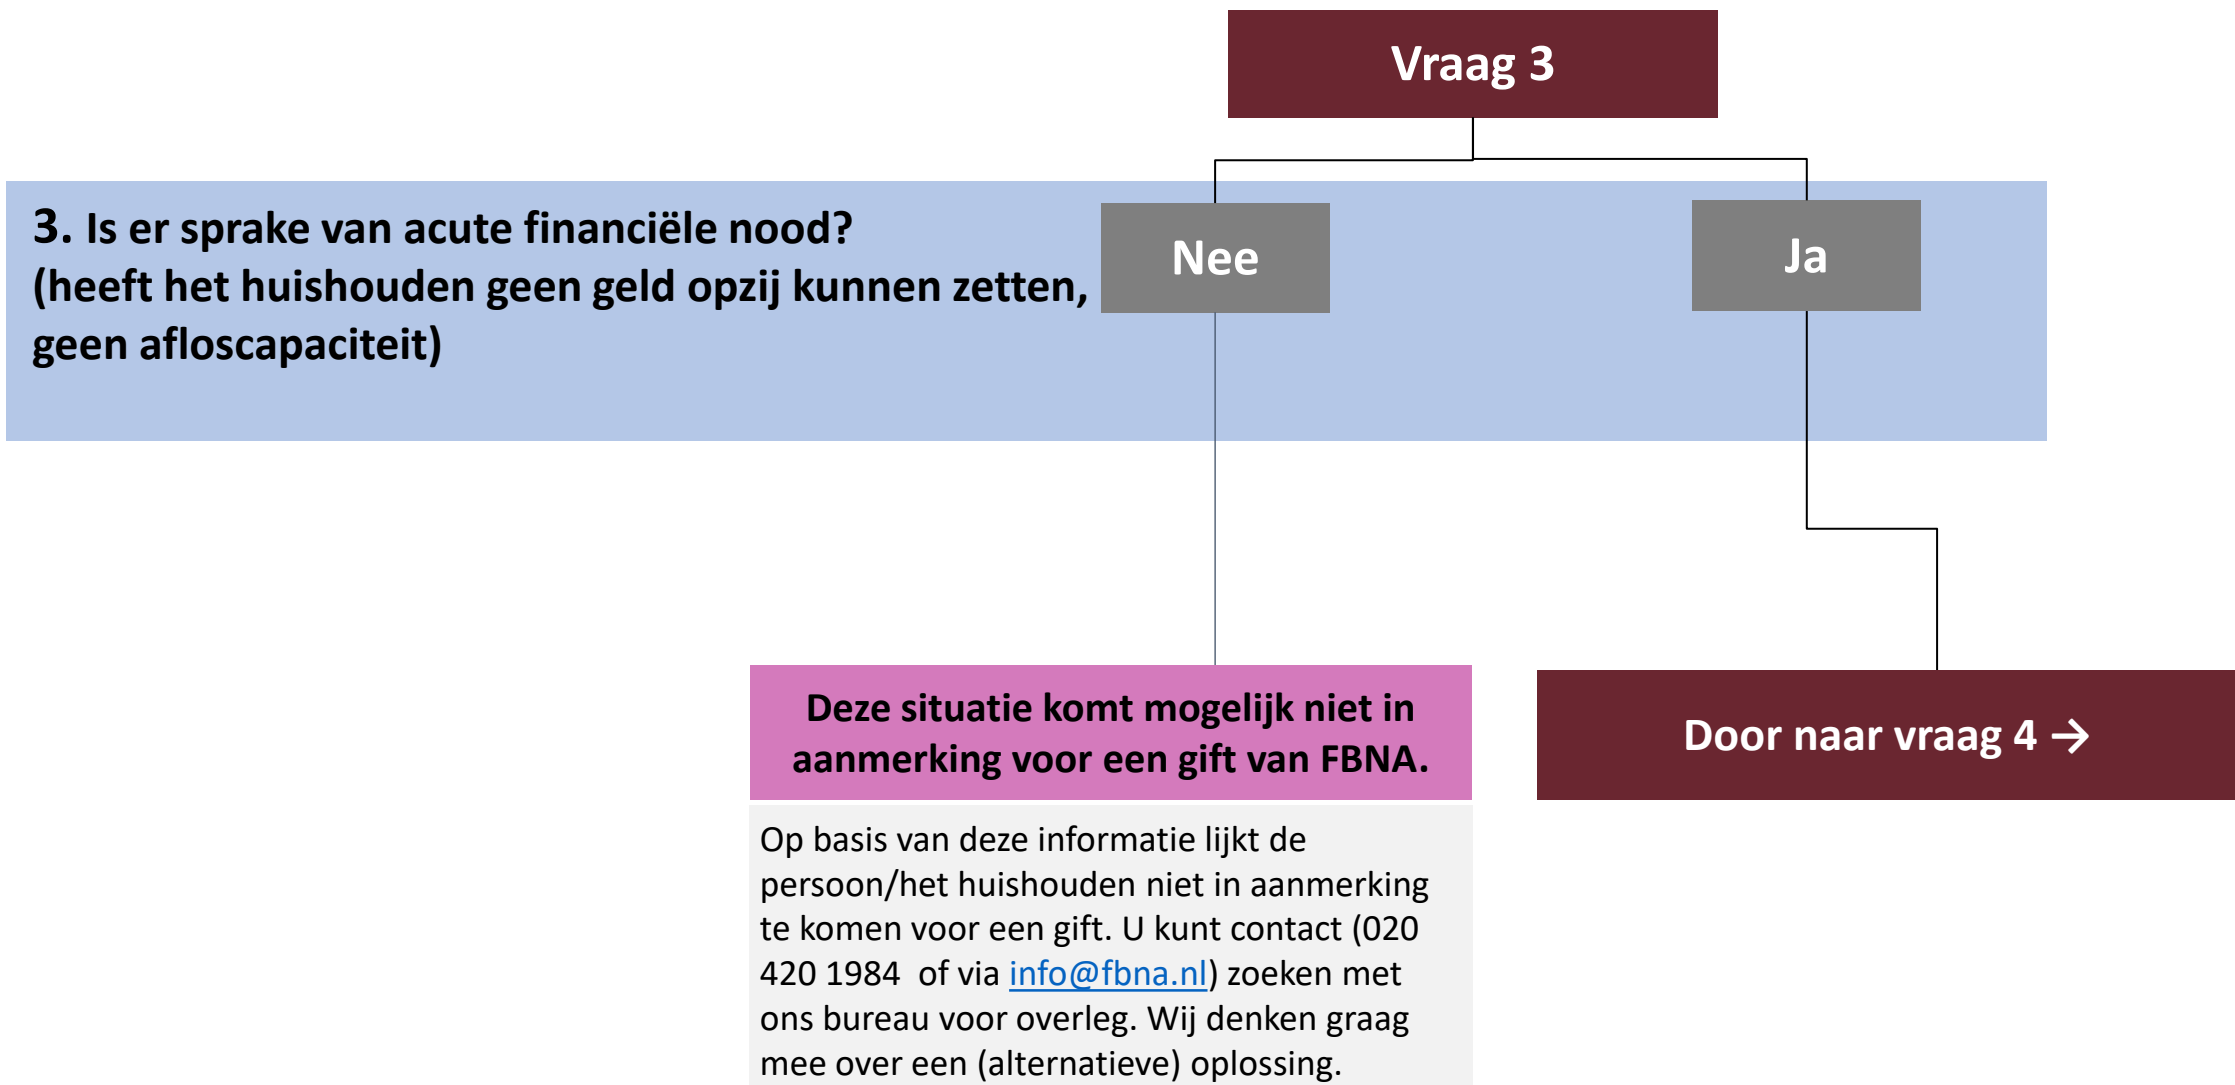 Vraag 3
3. Is er sprake van acute financiële nood?
(heeft het huishouden geen geld opzij kunnen zetten,
geen afloscapaciteit)
Nee
Ja
Deze situatie komt mogelijk niet in
aanmerking voor een gift van FBNA.
Door naar vraag 4 →
Op basis van deze informatie lijkt de
persoon/het huishouden niet in aanmerking
te komen voor een gift. U kunt contact (020
420 1984  of via info@fbna.nl) zoeken met
ons bureau voor overleg. Wij denken graag
mee over een (alternatieve) oplossing.